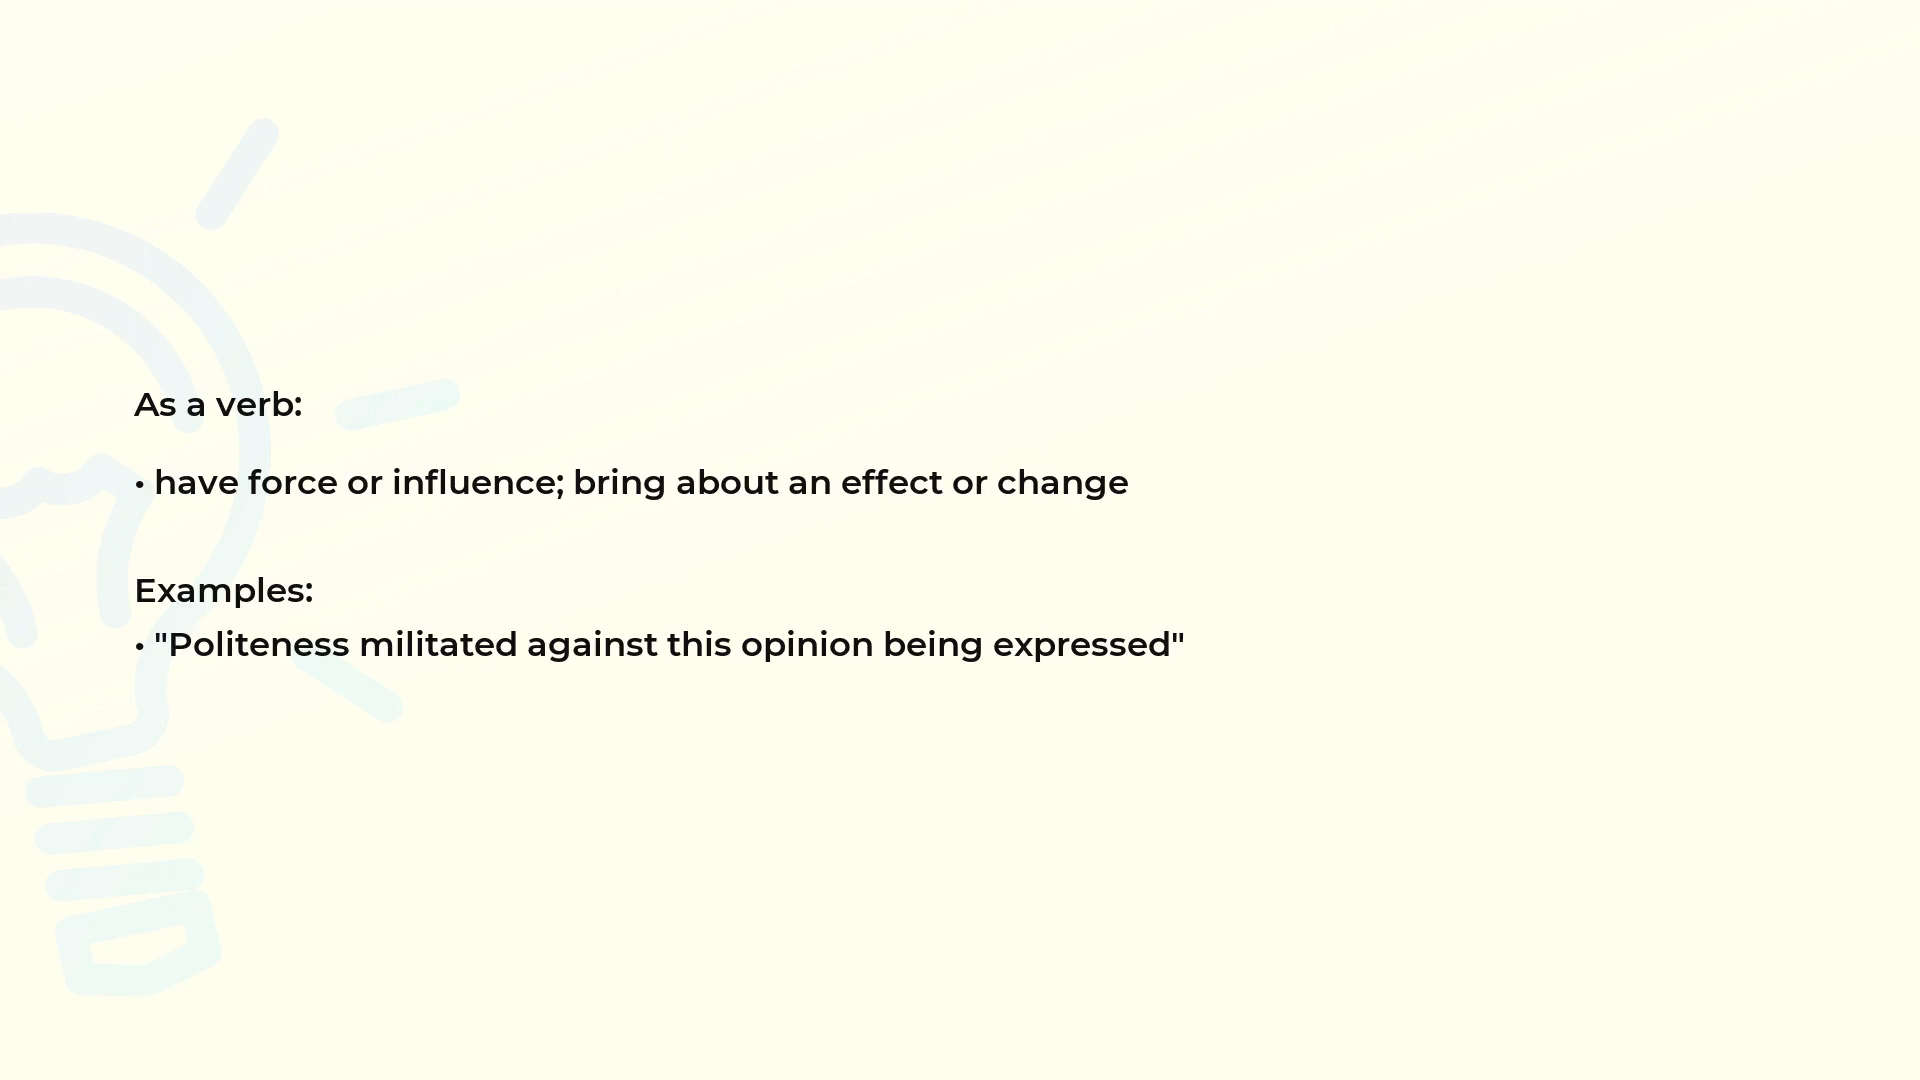 As a verb:
• have force or influence; bring about an effect or change
Examples:
• "Politeness militated against this opinion being expressed"